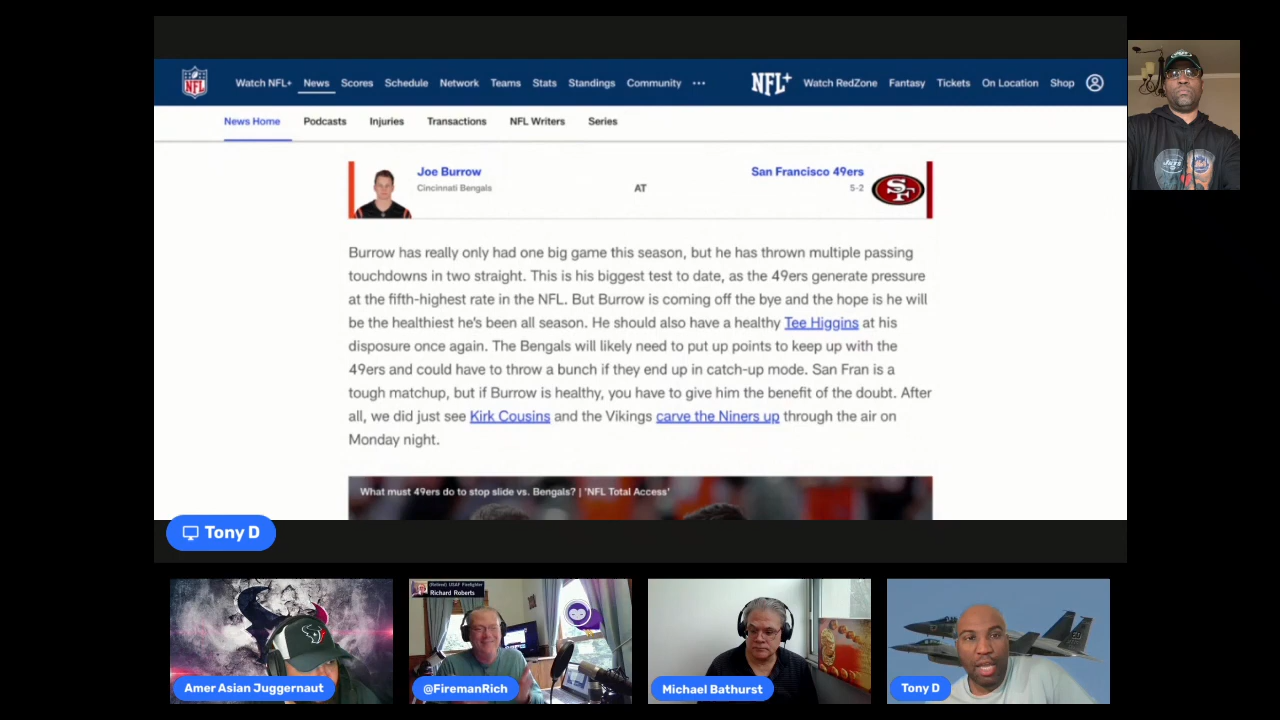 NFL
Watch NFL+ News Scores Schedule Network Teams Stats Standings Community ···
NFL+
Watch RedZone Fantasy Tickets On Location Shop
News Home Podcasts Injuries Transactions NFL Writers Series
Joe Burrow
Cincinnati Bengals
AT
San Francisco 49ers
5-2
SF
Burrow has really only had one big game this season, but he has thrown multiple passing
touchdowns in two straight. This is his biggest test to date, as the 49ers generate pressure
at the fifth-highest rate in the NFL. But Burrow is coming off the bye and the hope is he will
be the healthiest he's been all season. He should also have a healthy Tee Higgins at his
disposure once again. The Bengals will likely need to put up points to keep up with the
49ers and could have to throw a bunch if they end up in catch-up mode. San Fran is a
tough matchup, but if Burrow is healthy, you have to give him the benefit of the doubt. After
all, we did just see Kirk Cousins and the Vikings carve the Niners up through the air on
Monday night.
What must 49ers do to stop slide vs. Bengals? | 'NFL Total Access'
Tony D
(Retired) USAF Firefighter
Richard Roberts
Amer Asian Juggernaut
@FiremanRich
Michael Bathurst
Tony D
JETS
Mets